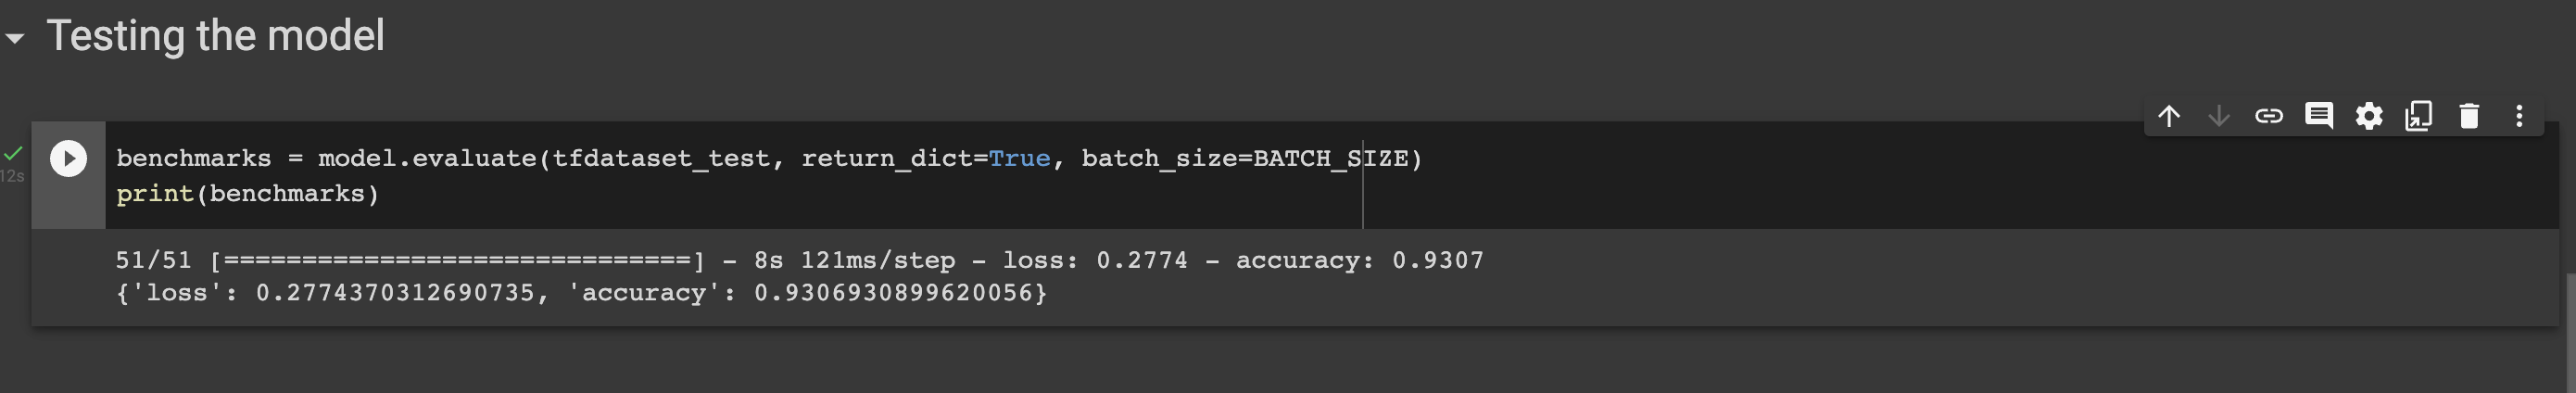 Testing the model
12s
benchmarks = model.evaluate(tfdataset_test, return_dict=True, batch_size=BATCH_SIZE)
print(benchmarks)
51/51 [==============================] - 8s 121ms/step - loss: 0.2774 - accuracy: 0.9307
{'loss': 0.2774370312690735, 'accuracy': 0.9306930899620056}